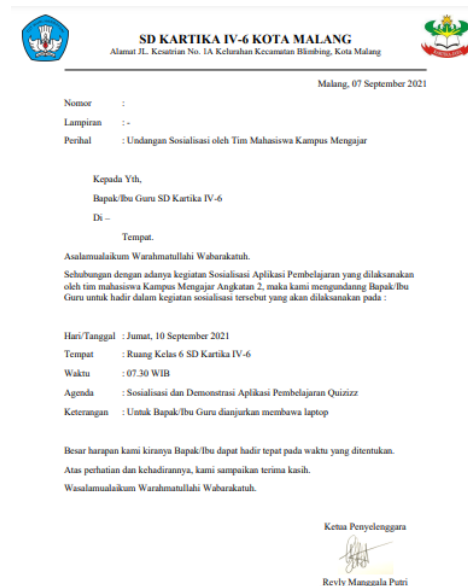 SD KARTIKA IV-6 KOTA MALANG
Alamat JL. Kesatrian No. 1A Kelurahan Kecamatan Blimbing, Kota Malang
Malang, 07 September 2021
Nomor :
Lampiran : -
Perihal : Undangan Sosialisasi oleh Tim Mahasiswa Kampus Mengajar
Kepada Yth,
Bapak/Ibu Guru SD Kartika IV-6
Di –
Tempat.
Asalamualaikum Warahmatullahi Wabarakatuh.
Sehubungan dengan adanya kegiatan Sosialisasi Aplikasi Pembelajaran yang dilaksanakan
oleh tim mahasiswa Kampus Mengajar Angkatan 2, maka kami mengundanng Bapak/Ibu
Guru untuk hadir dalam kegiatan sosialisasi tersebut yang akan dilaksanakan pada :
Hari/Tanggal : Jumat, 10 September 2021
Tempat : Ruang Kelas 6 SD Kartika IV-6
Waktu : 07.30 WIB
Agenda : Sosialisasi dan Demonstrasi Aplikasi Pembelajaran Quizizz
Keterangan : Untuk Bapak/Ibu Guru dianjurkan membawa laptop
Besar harapan kami kiranya Bapak/Ibu dapat hadir tepat pada waktu yang ditentukan.
Atas perhatian dan kehadirannya, kami sampaikan terima kasih.
Wasalamualaikum Warahmatullahi Wabarakatuh.
Ketua Penyelenggara
Revly Manggala Putri